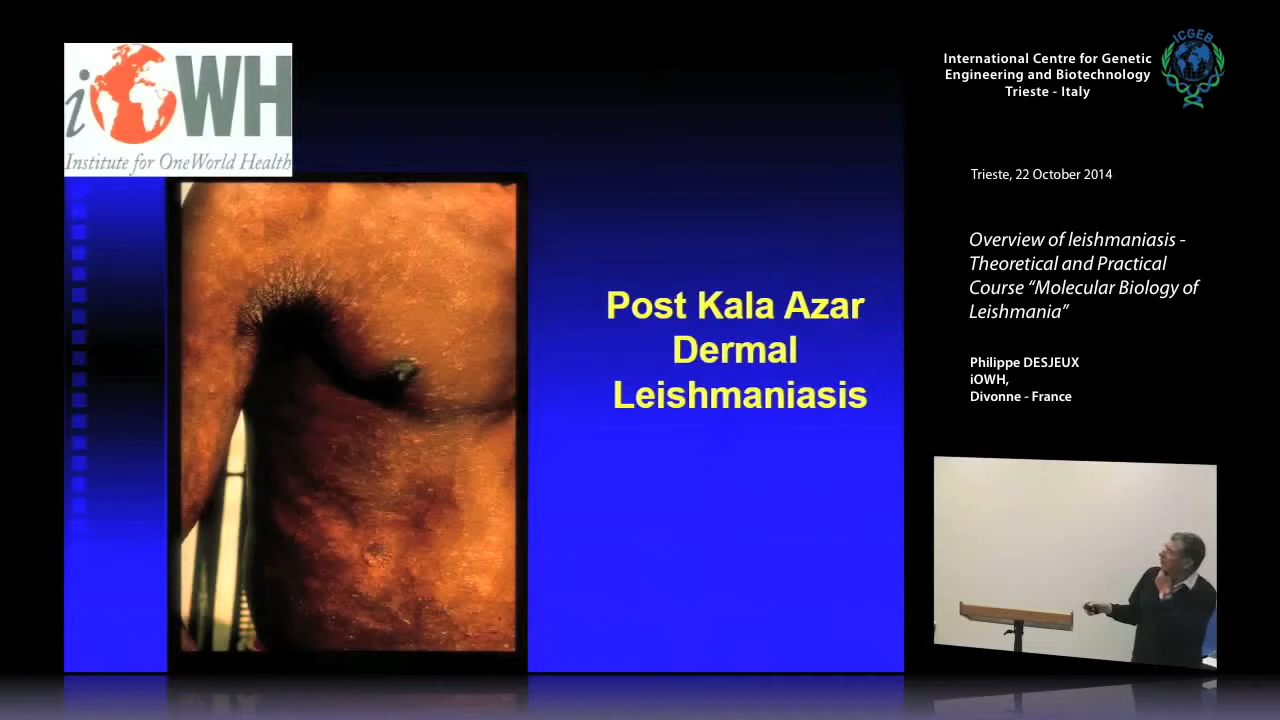 iOWH
Institute for OneWorld Health
Post Kala Azar
Dermal
Leishmaniasis
International Centre for Genetic
Engineering and Biotechnology
Trieste - Italy
ICGEB
Trieste, 22 October 2014
Overview of leishmaniasis -
Theoretical and Practical
Course “Molecular Biology of
Leishmania”
Philippe DESJEUX
iOWH,
Divonne - France